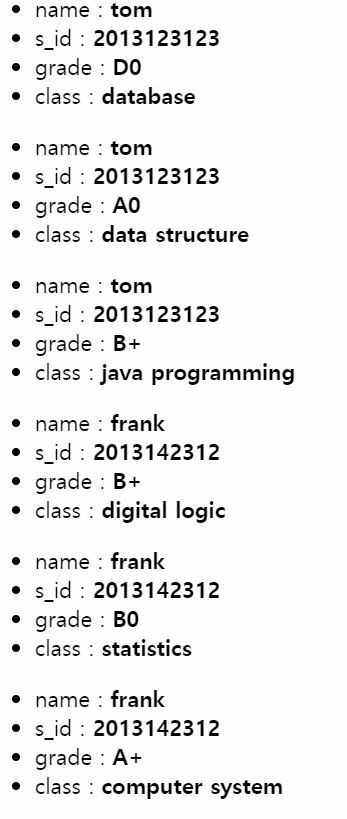 • name : tom
• s_id : 2013123123
• grade : D0
• class : database
• name : tom
• s_id : 2013123123
• grade : A0
• class : data structure
• name : tom
• s_id : 2013123123
• grade : B+
• class : java programming
• name : frank
• s_id : 2013142312
• grade : B+
• class : digital logic
• name : frank
• s_id : 2013142312
• grade : B0
• class : statistics
• name : frank
• s_id : 2013142312
• grade : A+
• class : computer system